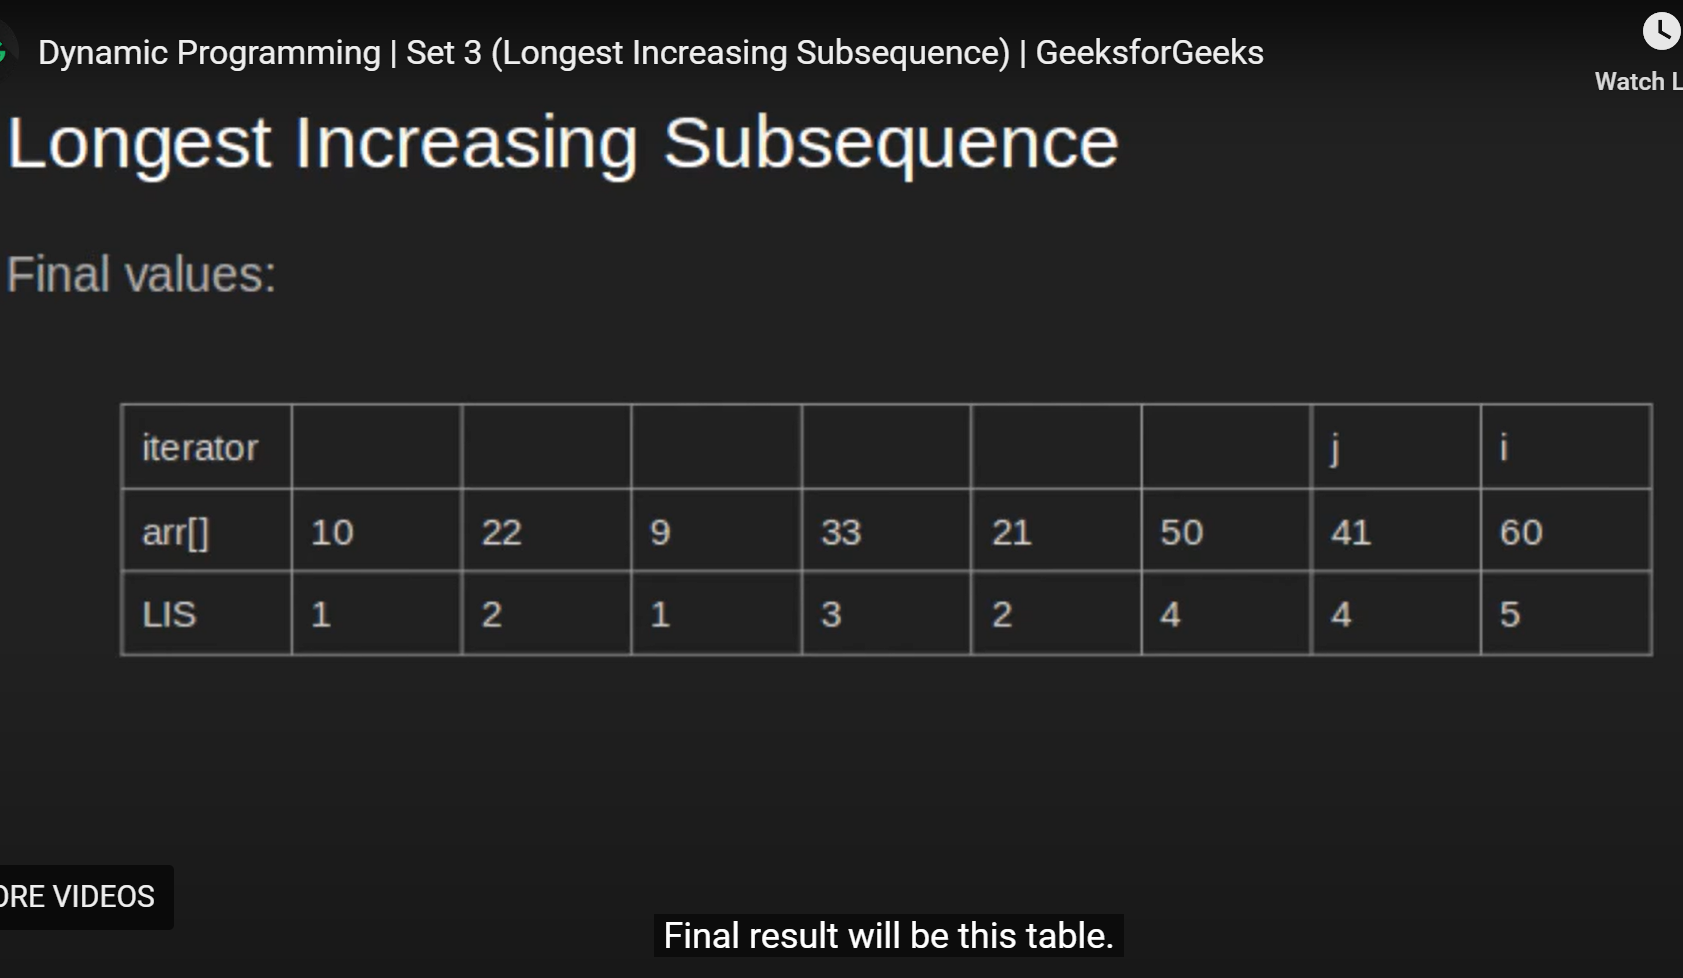 Dynamic Programming | Set 3 (Longest Increasing Subsequence) | GeeksforGeeks
Watch L
Longest Increasing Subsequence
Final values:
iterator j i
arr[] 10 22 9 33 21 50 41 60
LIS 1 2 1 3 2 4 4 5
ORE VIDEOS
Final result will be this table.